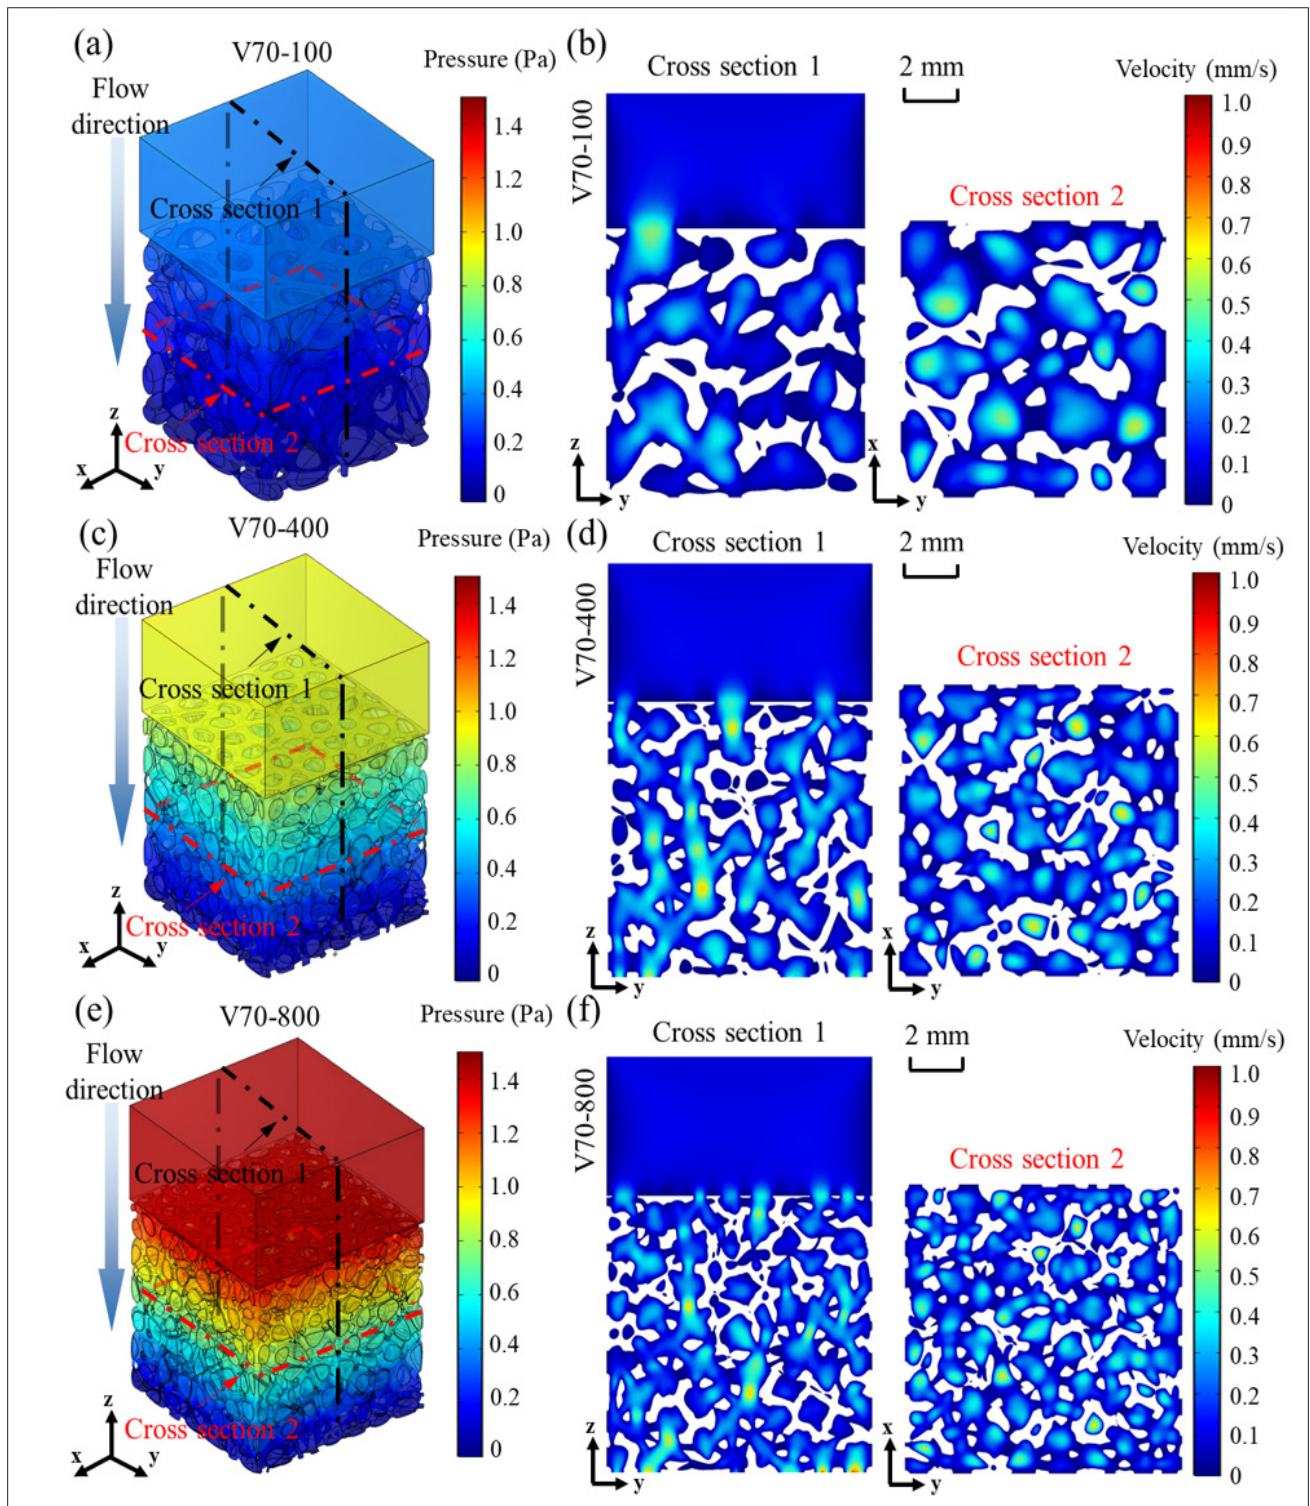 (a)
V70-100
Pressure (Pa)
Flow
direction
1.4
1.2
1.0
0.8
0.6
0.4
0.2
0
Cross section 1
Cross section 2
z
x
y
(b)
Cross section 1
2 mm
Velocity (mm/s)
V70-100
Cross section 2
1.0
0.9
0.8
0.7
0.6
0.5
0.4
0.3
0.2
0.1
0
z
y
x
y
(c)
V70-400
Pressure (Pa)
Flow
direction
1.4
1.2
1.0
0.8
0.6
0.4
0.2
0
Cross section 1
Cross section 2
z
x
y
(d)
Cross section 1
2 mm
Velocity (mm/s)
V70-400
Cross section 2
1.0
0.9
0.8
0.7
0.6
0.5
0.4
0.3
0.2
0.1
0
z
y
x
y
(e)
V70-800
Pressure (Pa)
Flow
direction
1.4
1.2
1.0
0.8
0.6
0.4
0.2
0
Cross section 1
Cross section 2
z
x
y
(f)
Cross section 1
2 mm
Velocity (mm/s)
V70-800
Cross section 2
1.0
0.9
0.8
0.7
0.6
0.5
0.4
0.3
0.2
0.1
0
z
y
x
y